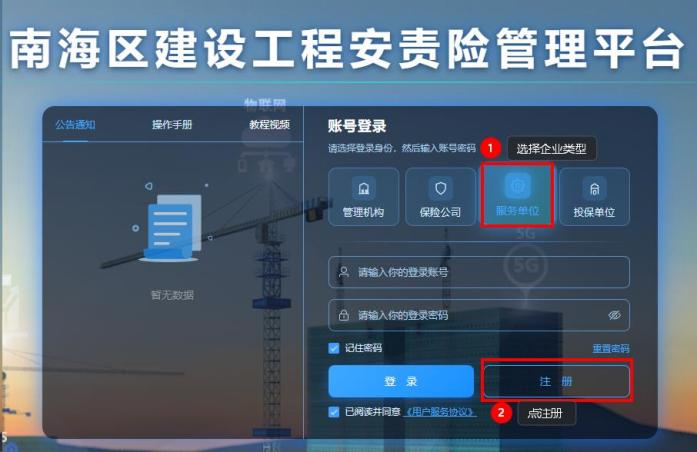 南海区建设工程安责险管理平台
物联网
公告通知
操作手册
教程视频
暂无数据
账号登录
请选择登录身份，然后输入账号密码
1
选择企业类型
管理机构
保险公司
服务单位
投保单位
5G
5G
请输入你的登录账号
请输入你的登录密码
记住密码
重置密码
登 录
注 册
已阅读并同意《用户服务协议》
2
点注册